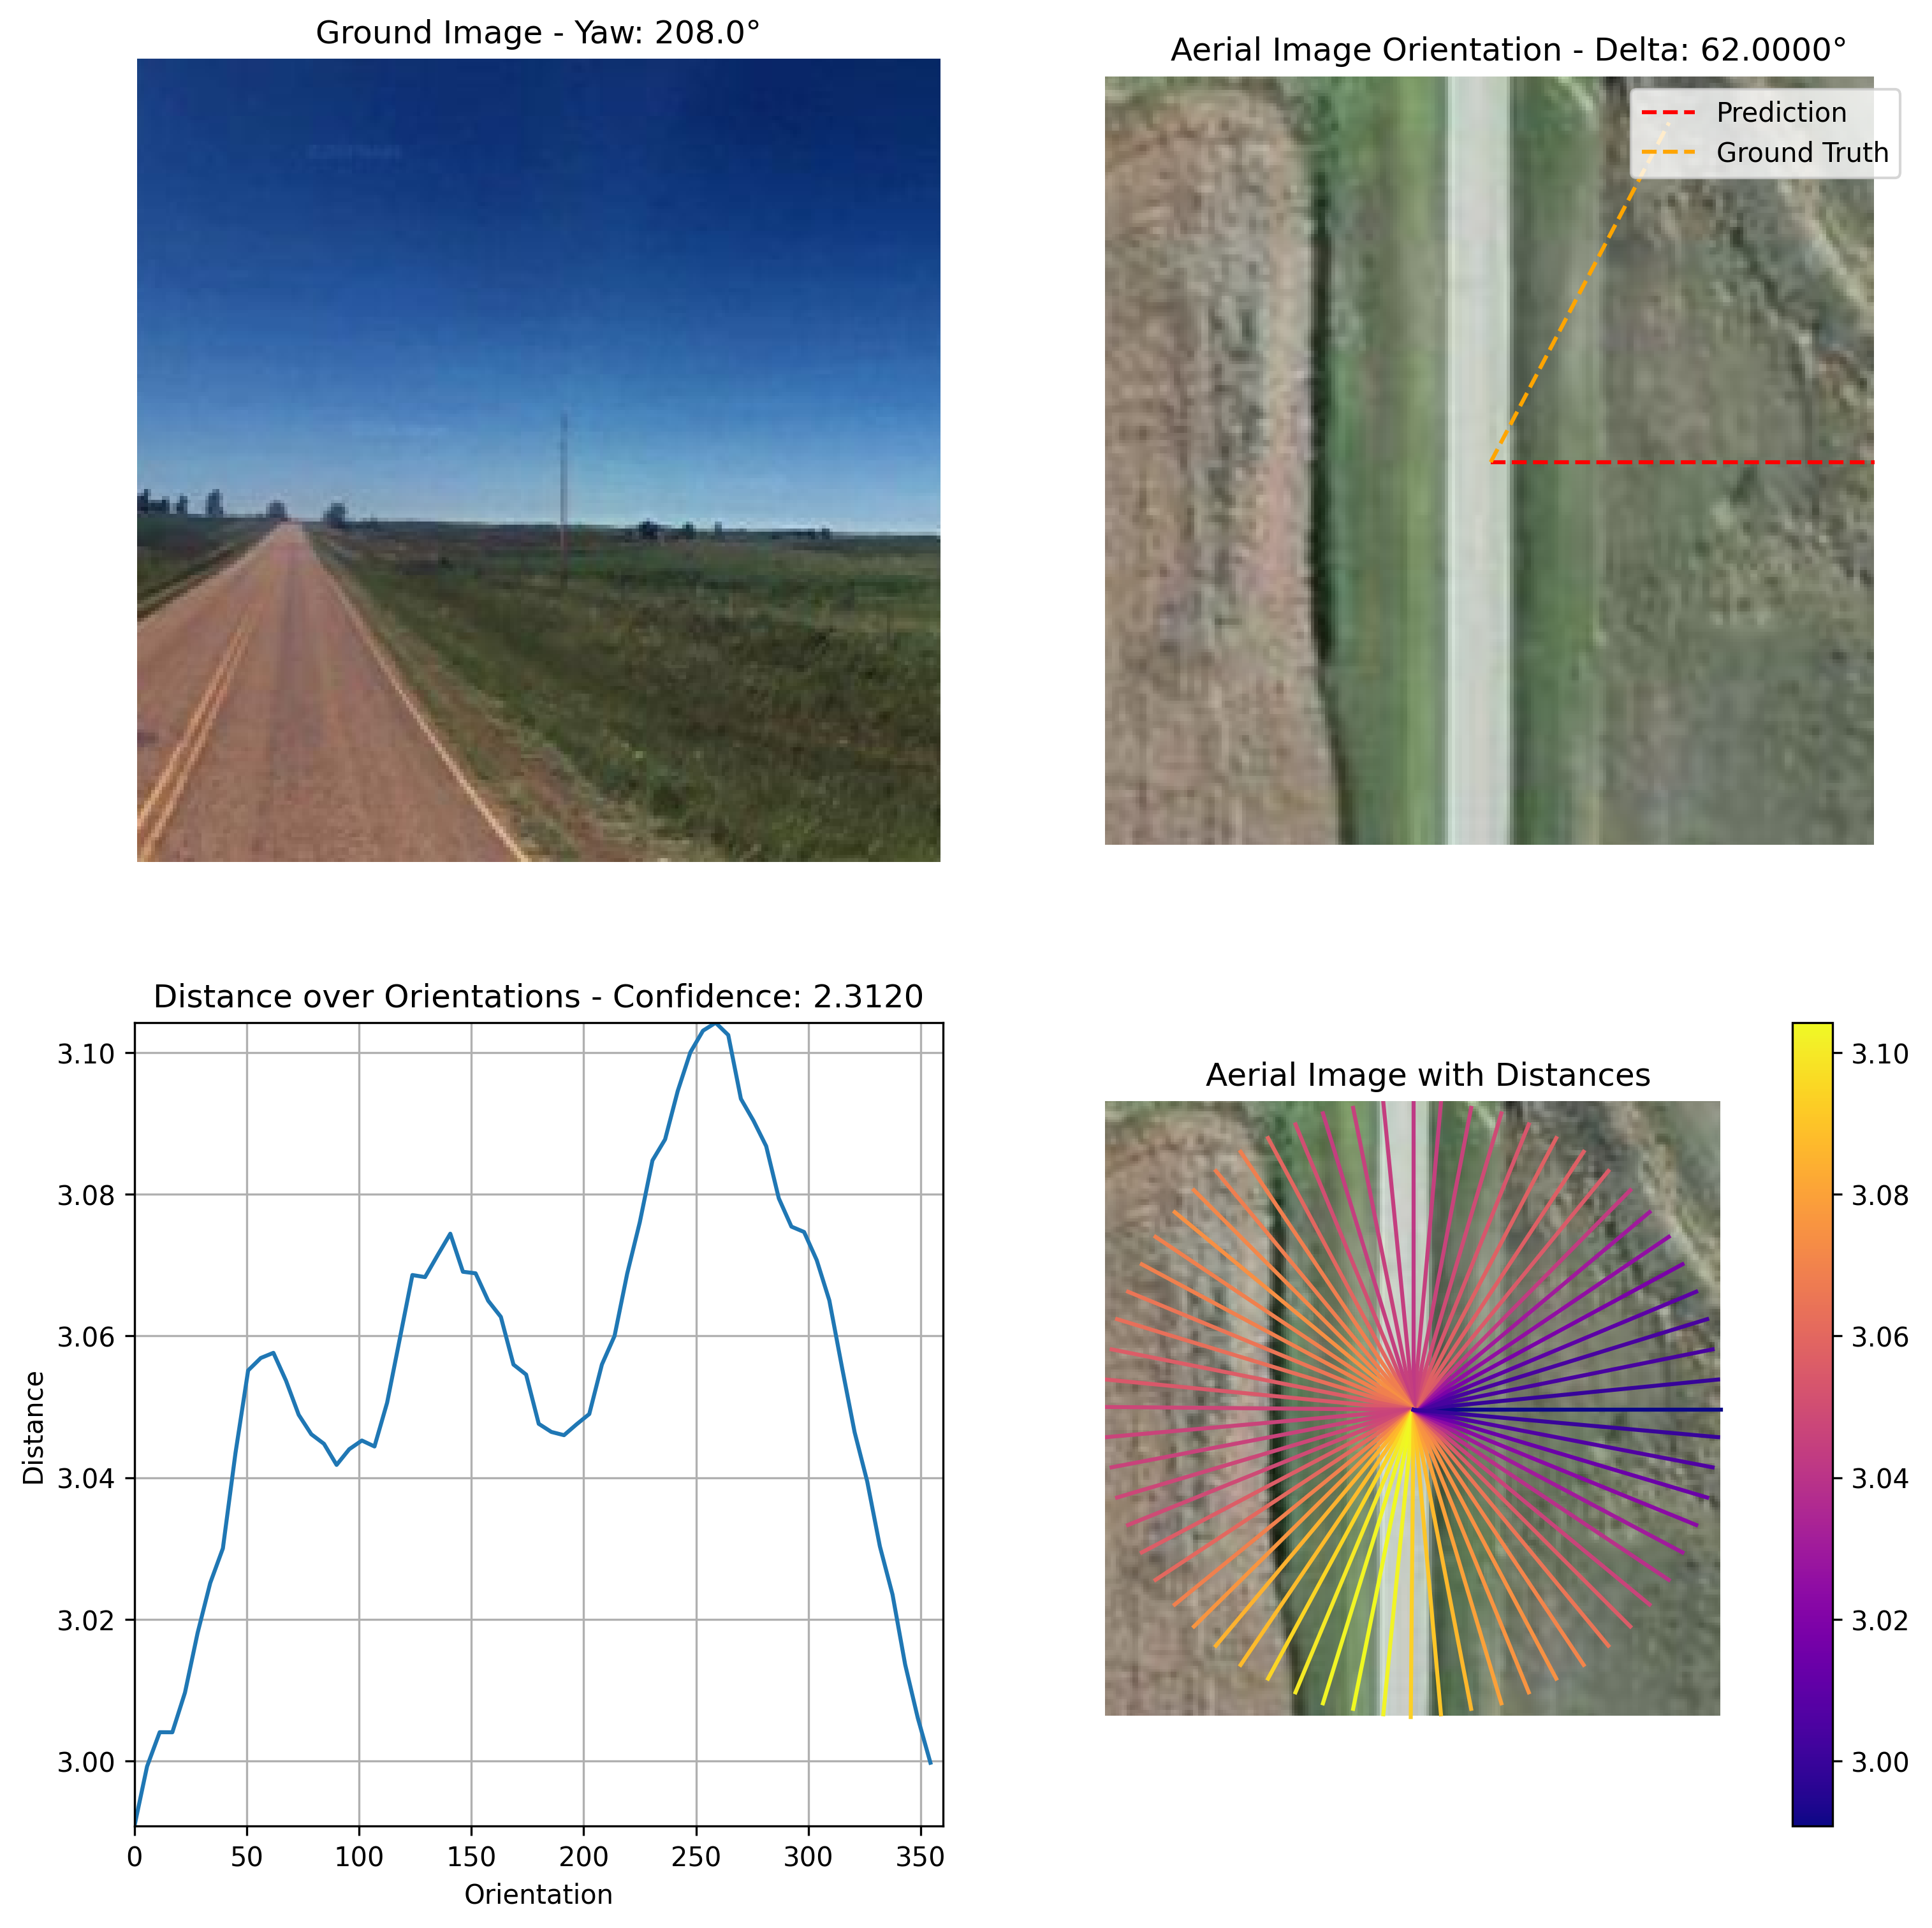 Ground Image - Yaw: 208.0°
Aerial Image Orientation - Delta: 62.0000°
Prediction
Ground Truth
Distance over Orientations - Confidence: 2.3120
3.10
3.08
3.06
3.04
3.02
3.00
Distance
0 50 100 150 200 250 300 350
Orientation
Aerial Image with Distances
3.10
3.08
3.06
3.04
3.02
3.00